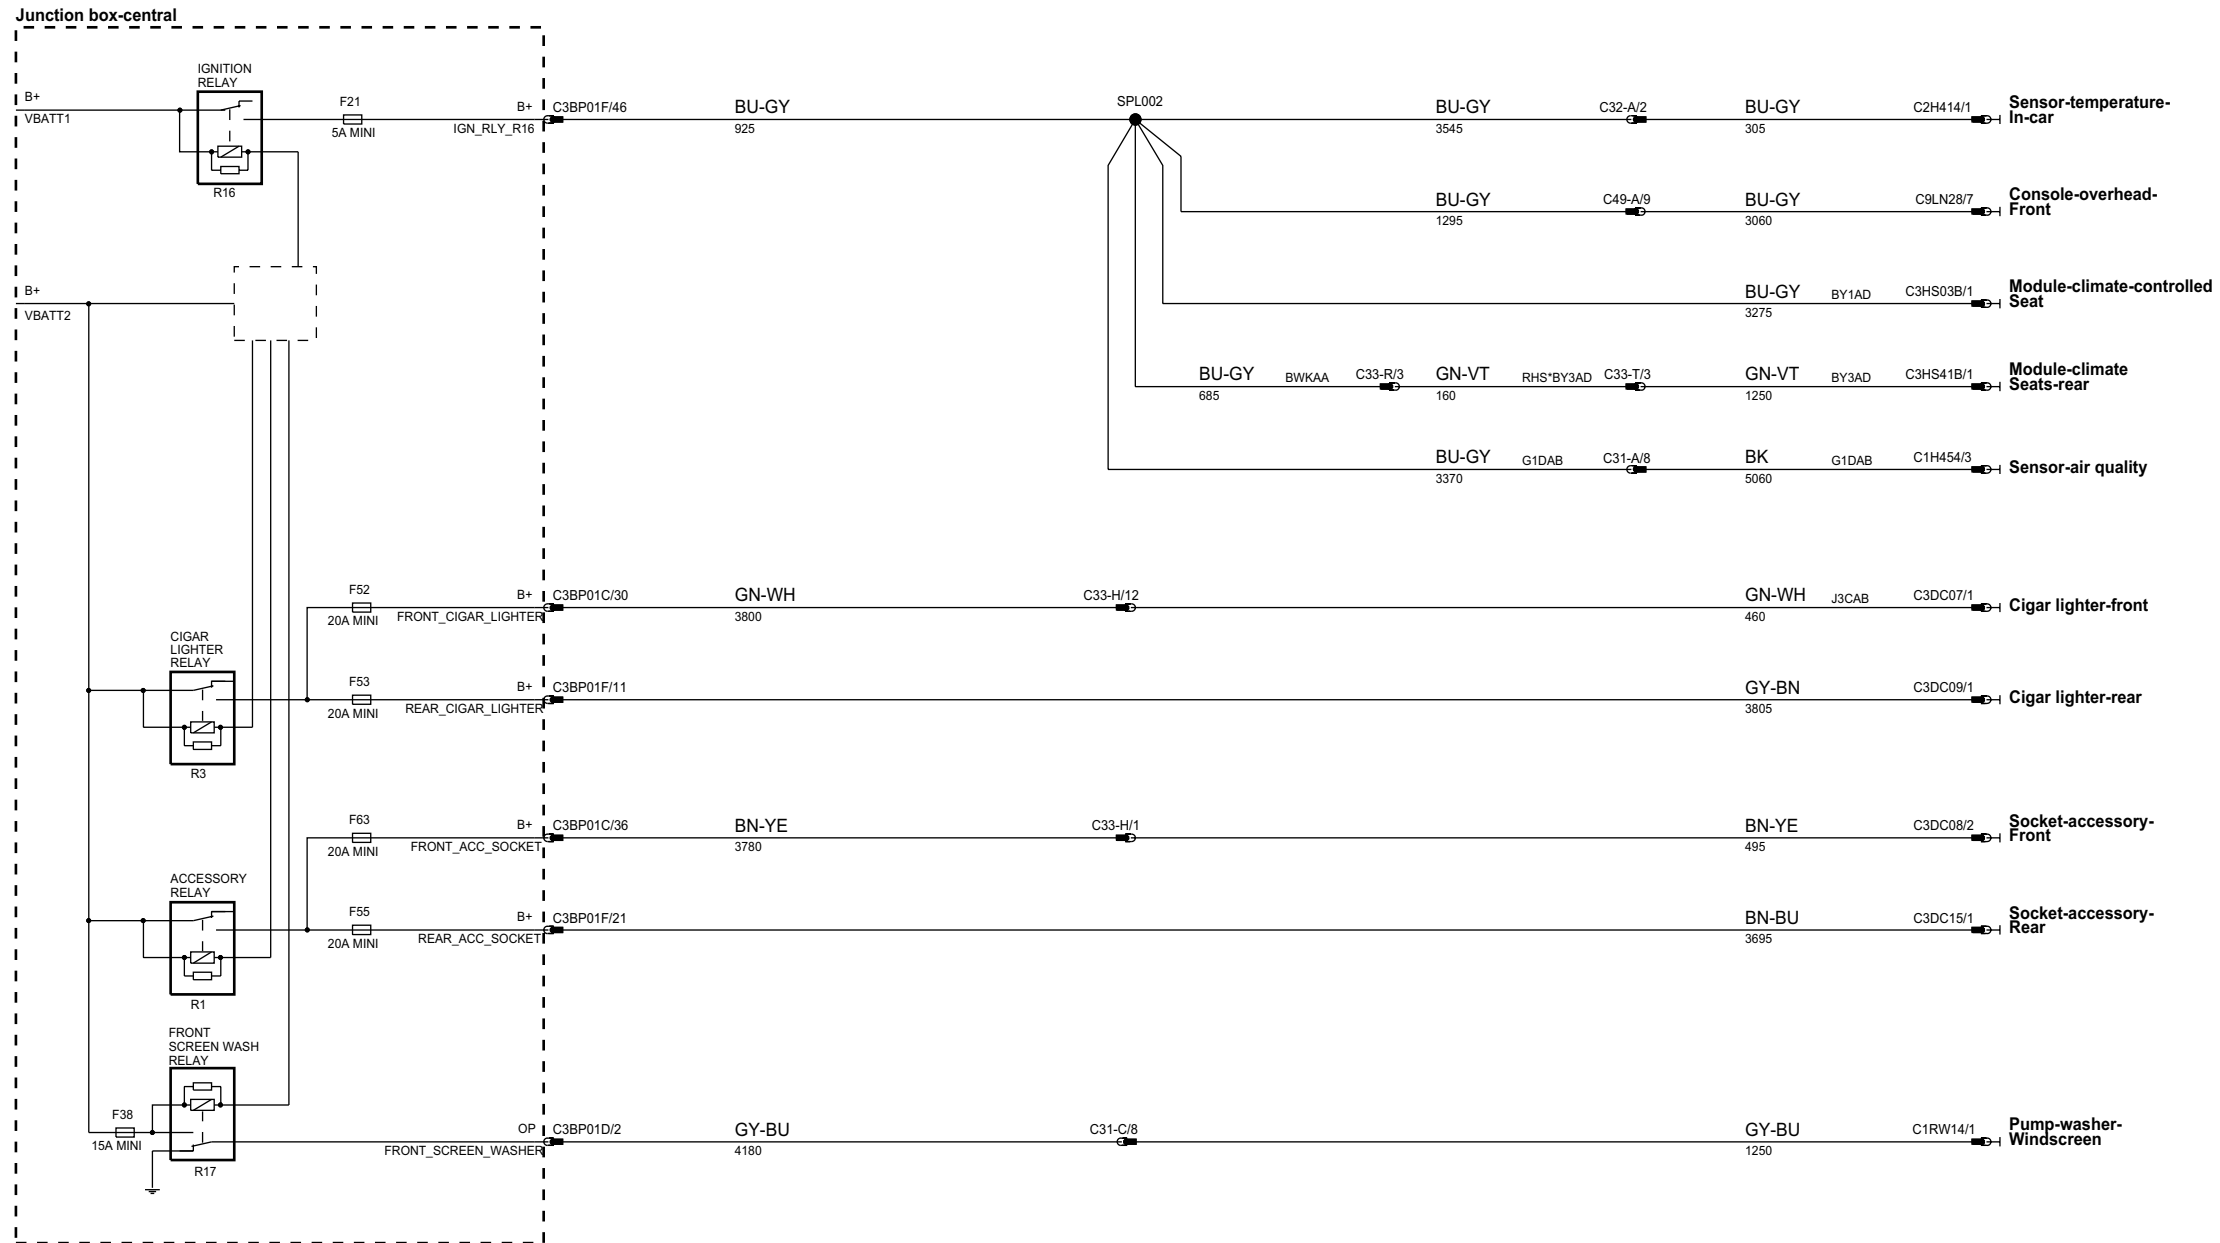 Junction box-central
IGNITION
RELAY
B+
VBATT1
F21
5A MINI
B+
IGN_RLY_R16
C3BP01F/46
BU-GY
925
SPL002
BU-GY
3545
C32-A/2
BU-GY
305
C2H414/1
Sensor-temperature-
In-car
R16
BU-GY
1295
C49-A/9
BU-GY
3060
C9LN28/7
Console-overhead-
Front
B+
VBATT2
BU-GY
3275
BY1AD
C3HS03B/1
Module-climate-controlled
Seat
BU-GY
685
BWKAA
C33-R/3
GN-VT
160
RHS*BY3AD
C33-T/3
GN-VT
1250
BY3AD
C3HS41B/1
Module-climate
Seats-rear
BU-GY
3370
G1DAB
C31-A/8
BK
5060
G1DAB
C1H454/3
Sensor-air quality
F52
20A MINI
B+
FRONT_CIGAR_LIGHTER
C3BP01C/30
GN-WH
3800
C33-H/12
GN-WH
460
J3CAB
C3DC07/1
Cigar lighter-front
CIGAR
LIGHTER
RELAY
F53
20A MINI
B+
REAR_CIGAR_LIGHTER
C3BP01F/11
GY-BN
3805
C3DC09/1
Cigar lighter-rear
R3
F63
20A MINI
B+
FRONT_ACC_SOCKET
C3BP01C/36
BN-YE
3780
C33-H/1
BN-YE
495
C3DC08/2
Socket-accessory-
Front
ACCESSORY
RELAY
F55
20A MINI
B+
REAR_ACC_SOCKET
C3BP01F/21
BN-BU
3695
C3DC15/1
Socket-accessory-
Rear
R1
FRONT
SCREEN WASH
RELAY
F38
15A MINI
OP
FRONT_SCREEN_WASHER
C3BP01D/2
GY-BU
4180
C31-C/8
GY-BU
1250
C1RW14/1
Pump-washer-
Windscreen
R17